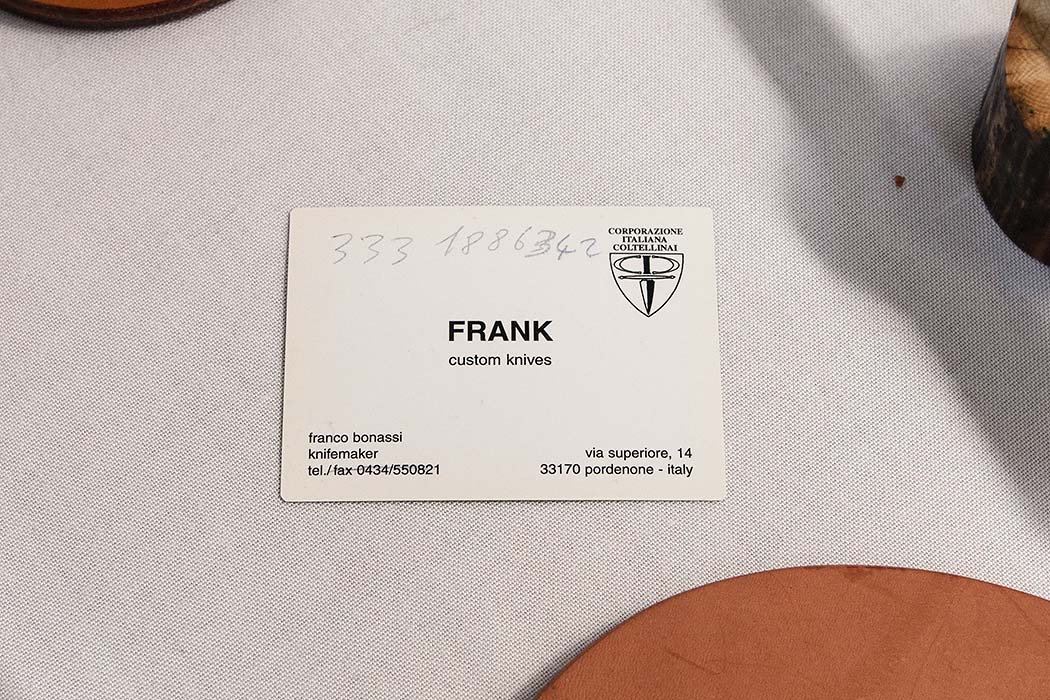 333 1886342
CORPORAZIONE
ITALIANA
COLTELLINAI
FRANK
custom knives
franco bonassi
knifemaker
tel./ fax 0434/550821
via superiore, 14
33170 pordenone - italy